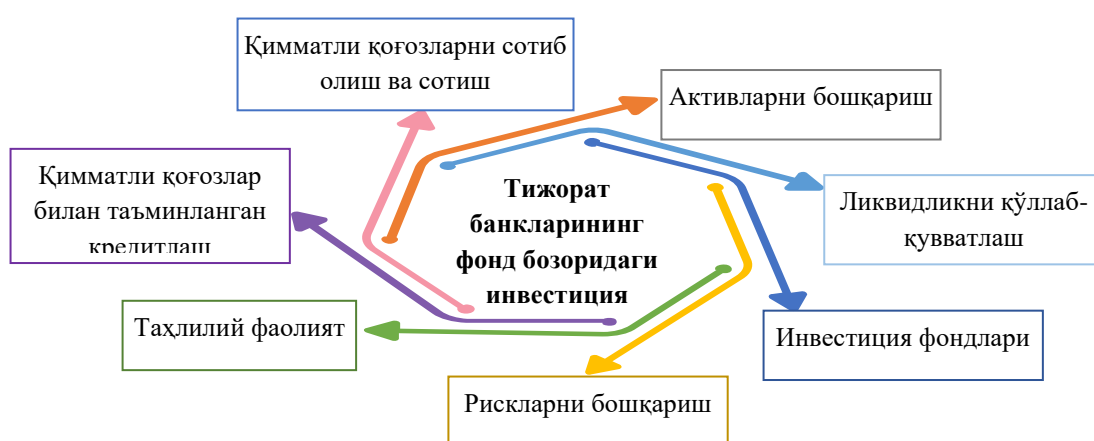 Қимматли қоғозларни сотиб
олиш ва сотиш
Активларни бошқариш
Қимматли қоғозлар
билан таъминланган
кредитлаш
Тижорат
банкларининг
фонд бозоридаги
инвестиция
Ликвидликни қўллаб-
қувватлаш
Таҳлилий фаолият
Инвестиция фондлари
Рискларни бошқариш